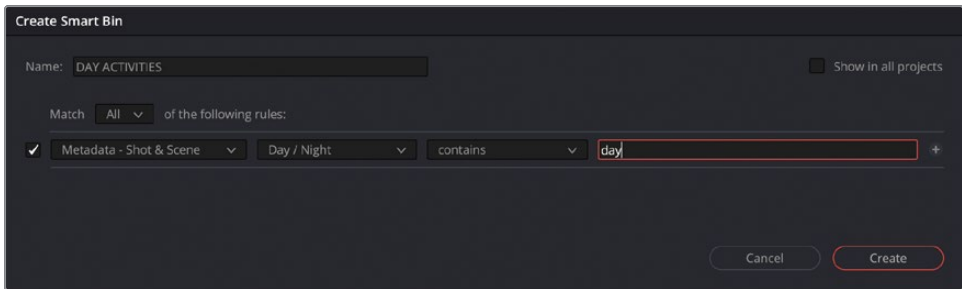 Create Smart Bin
Name: DAY ACTIVITIES Show in all projects
Match All of the following rules:
Metadata - Shot & Scene Day / Night contains day
Cancel Create